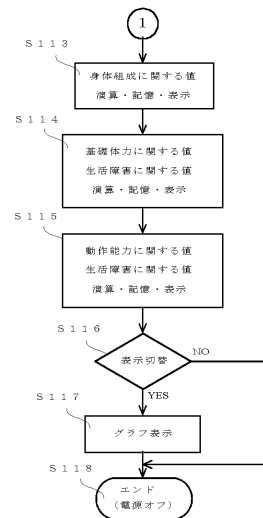 1
S113
身体組成に関する値
演算・記憶・表示
S114
基礎体力に関する値
生活障害に関する値
演算・記憶・表示
S115
動作能力に関する値
生活障害に関する値
演算・記憶・表示
S116
表示切替
NO
YES
S117
グラフ表示
S118
エンド
（電源オフ）